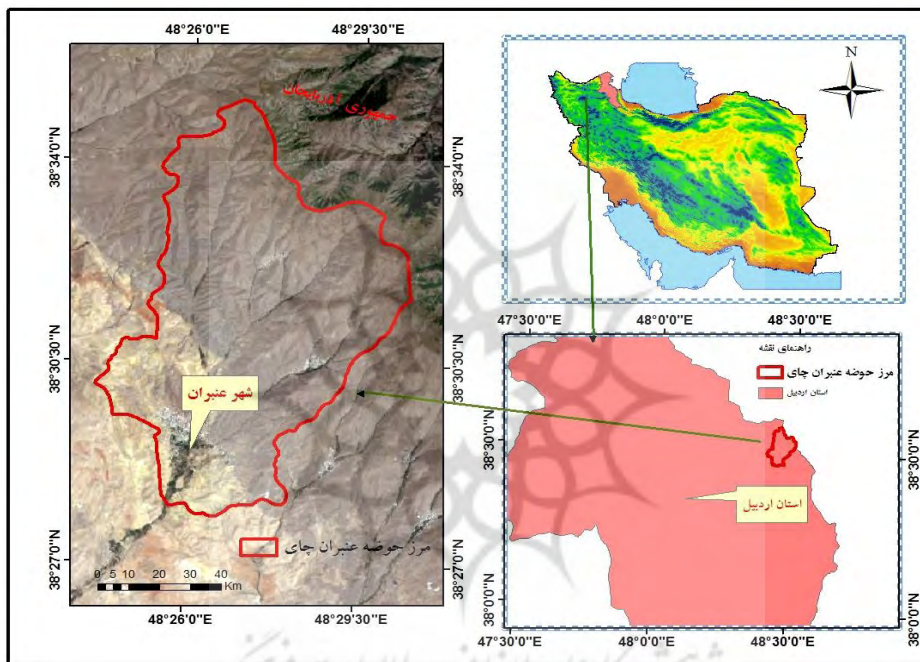 48°26'0"E 48°29'30"E
جمهوری آذربایجان
38°34'0"N 38°34'0"N
38°30'30"N 38°30'30"N
شهر عنبران
مرز حوضه عنبران چای
38°27'0"N 38°27'0"N
0 5 10 20 30 40
Km
48°26'0"E 48°29'30"E
N
47°30'0"E 48°0'0"E 48°30'0"E
راهنمای نقشه
مرز حوضه عنبران چای
استان اردبیل
38°30'0"N 38°30'0"N
استان اردبیل
38°0'0"N 38°0'0"N
47°30'0"E 48°0'0"E 48°30'0"E